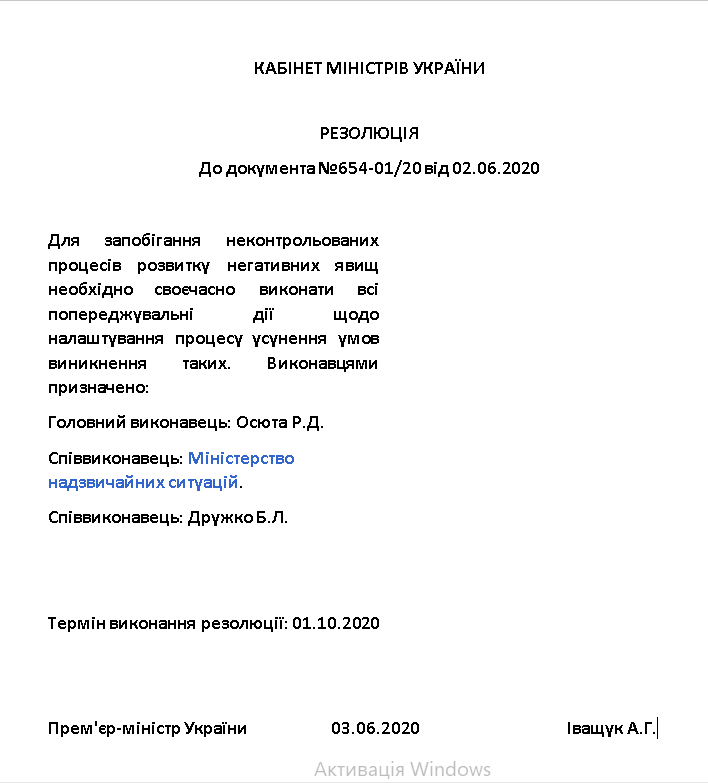 КАБІНЕТ МІНІСТРІВ УКРАЇНИ
РЕЗОЛЮЦІЯ
До документа №654-01/20 від 02.06.2020
Для запобігання неконтрольованих
процесів розвитку негативних явищ
необхідно своєчасно виконати всі
попереджувальні дії щодо
налаштування процесу усунення умов
виникнення таких. Виконавцями
призначено:
Головний виконавець: Осюта Р.Д.
Співвиконавець: Міністерство
надзвичайних ситуацій.
Співвиконавець: Дружко Б.Л.
Термін виконання резолюції: 01.10.2020
Прем'єр-міністр України 03.06.2020 Іващук А.Г.
Активація Windows